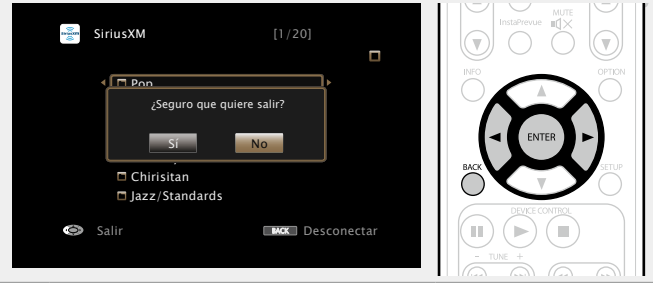 SiriusXM [1/20]
Pop
¿Seguro que quiere salir?
Sí No
Chirisitan
Jazz/Standards
Salir BACK Desconectar
MUTE
InstaPrevue
INFO OPTION
ENTER
BACK SETUP
DEVICE CONTROL
- TUNE +